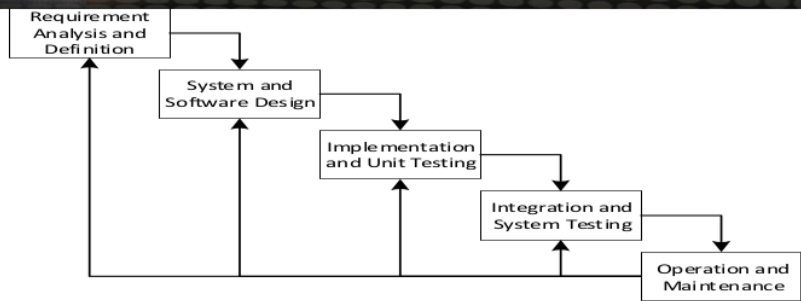 Requirement
Analysis and
Definition
System and
Software Design
Implementation
and Unit Testing
Integration and
System Testing
Operation and
Maintenance